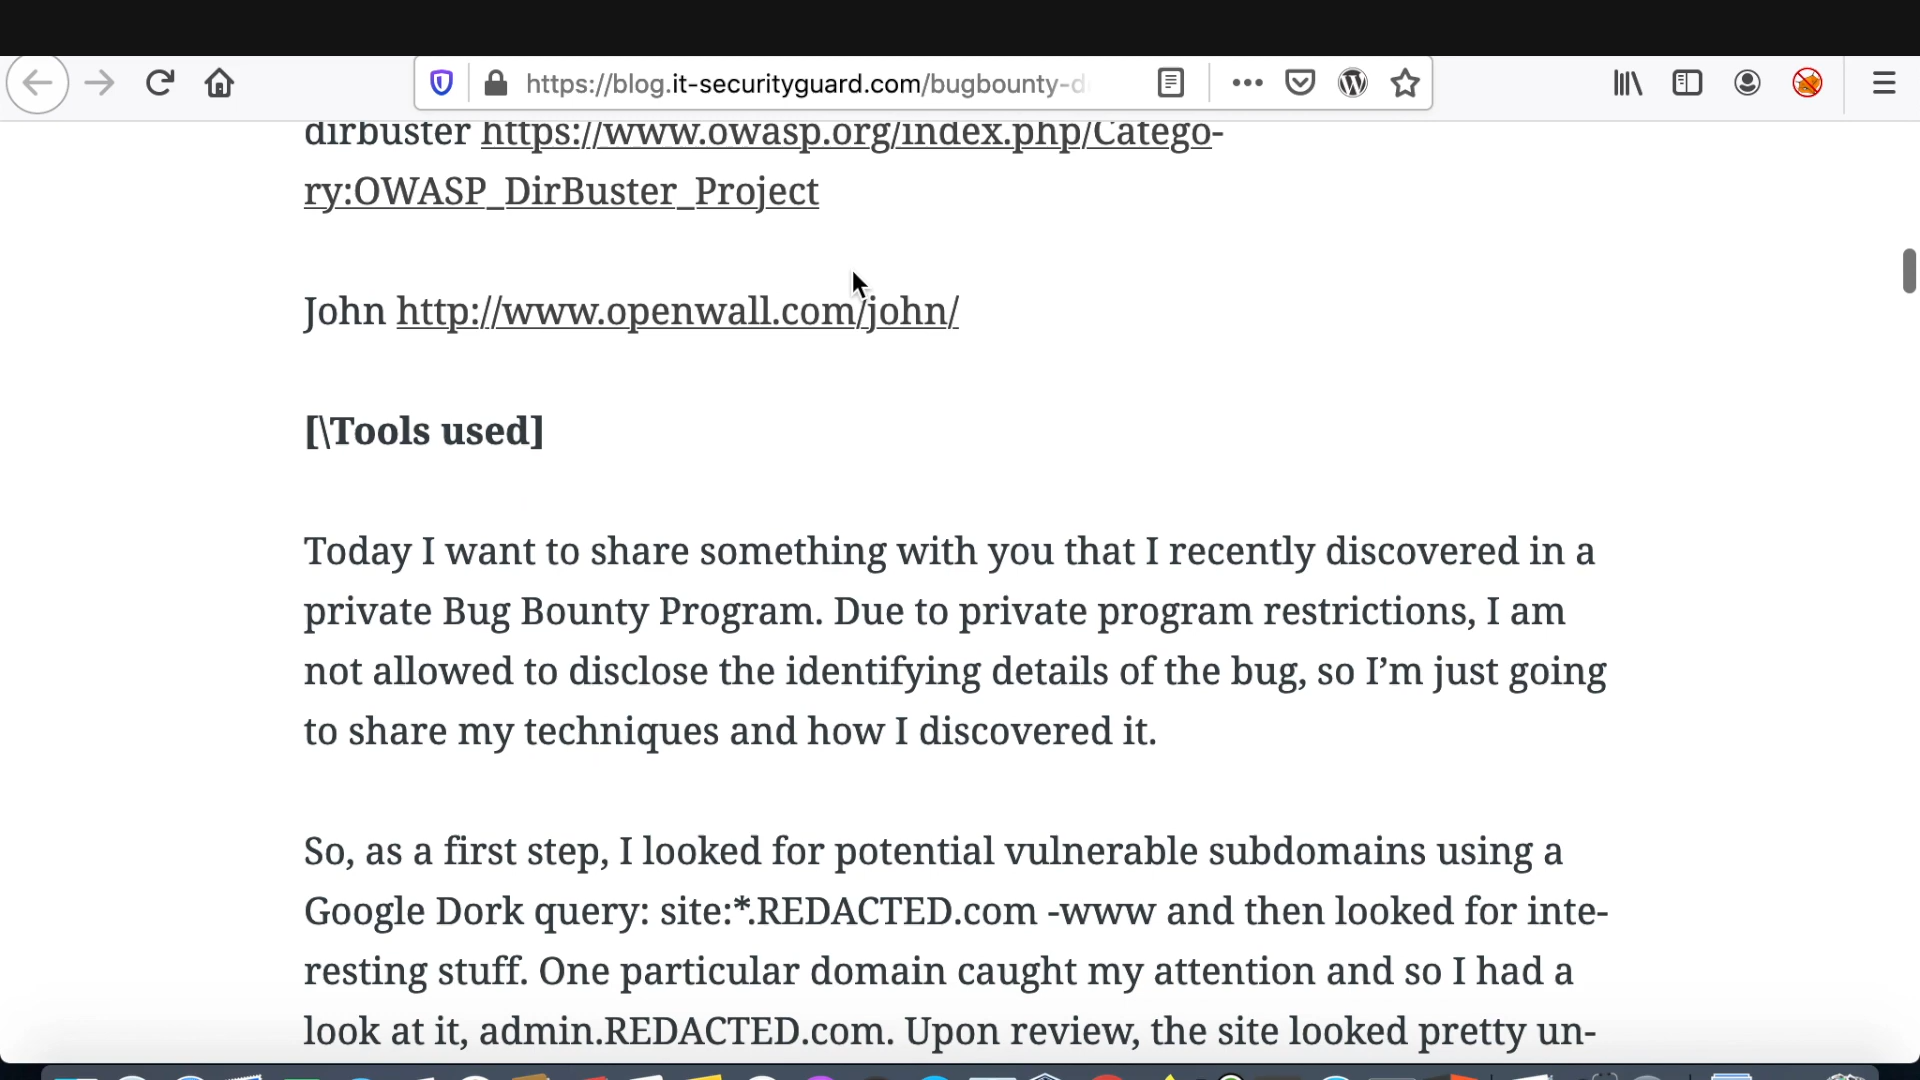 https://blog.it-securityguard.com/bugbounty-d
dirbuster https://www.owasp.org/index.php/Catego-
ry:OWASP_DirBuster_Project
John http://www.openwall.com/john/
[\Tools used]
Today I want to share something with you that I recently discovered in a
private Bug Bounty Program. Due to private program restrictions, I am
not allowed to disclose the identifying details of the bug, so I’m just going
to share my techniques and how I discovered it.
So, as a first step, I looked for potential vulnerable subdomains using a
Google Dork query: site:*.REDACTED.com -www and then looked for inte-
resting stuff. One particular domain caught my attention and so I had a
look at it, admin.REDACTED.com. Upon review, the site looked pretty un-